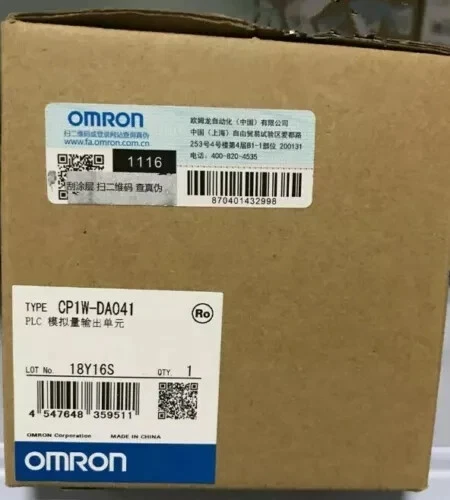 OMRON
扫二维码或登录网站查询真伪
www.fa.omron.com.cn
1116
刮涂层 扫二维码 查真伪
欧姆龙自动化（中国）有限公司
中国（上海）自由贸易试验区爱都路
253号4号楼第4层B1-1部位 200131
电话：400-820-4535
870401432998
TYPE CP1W-DA041
PLC 模拟量输出单元
Ro
LOT No. 18Y16S QTY. 1
4 547648 359511
OMRON Corporation MADE IN CHINA
OMRON